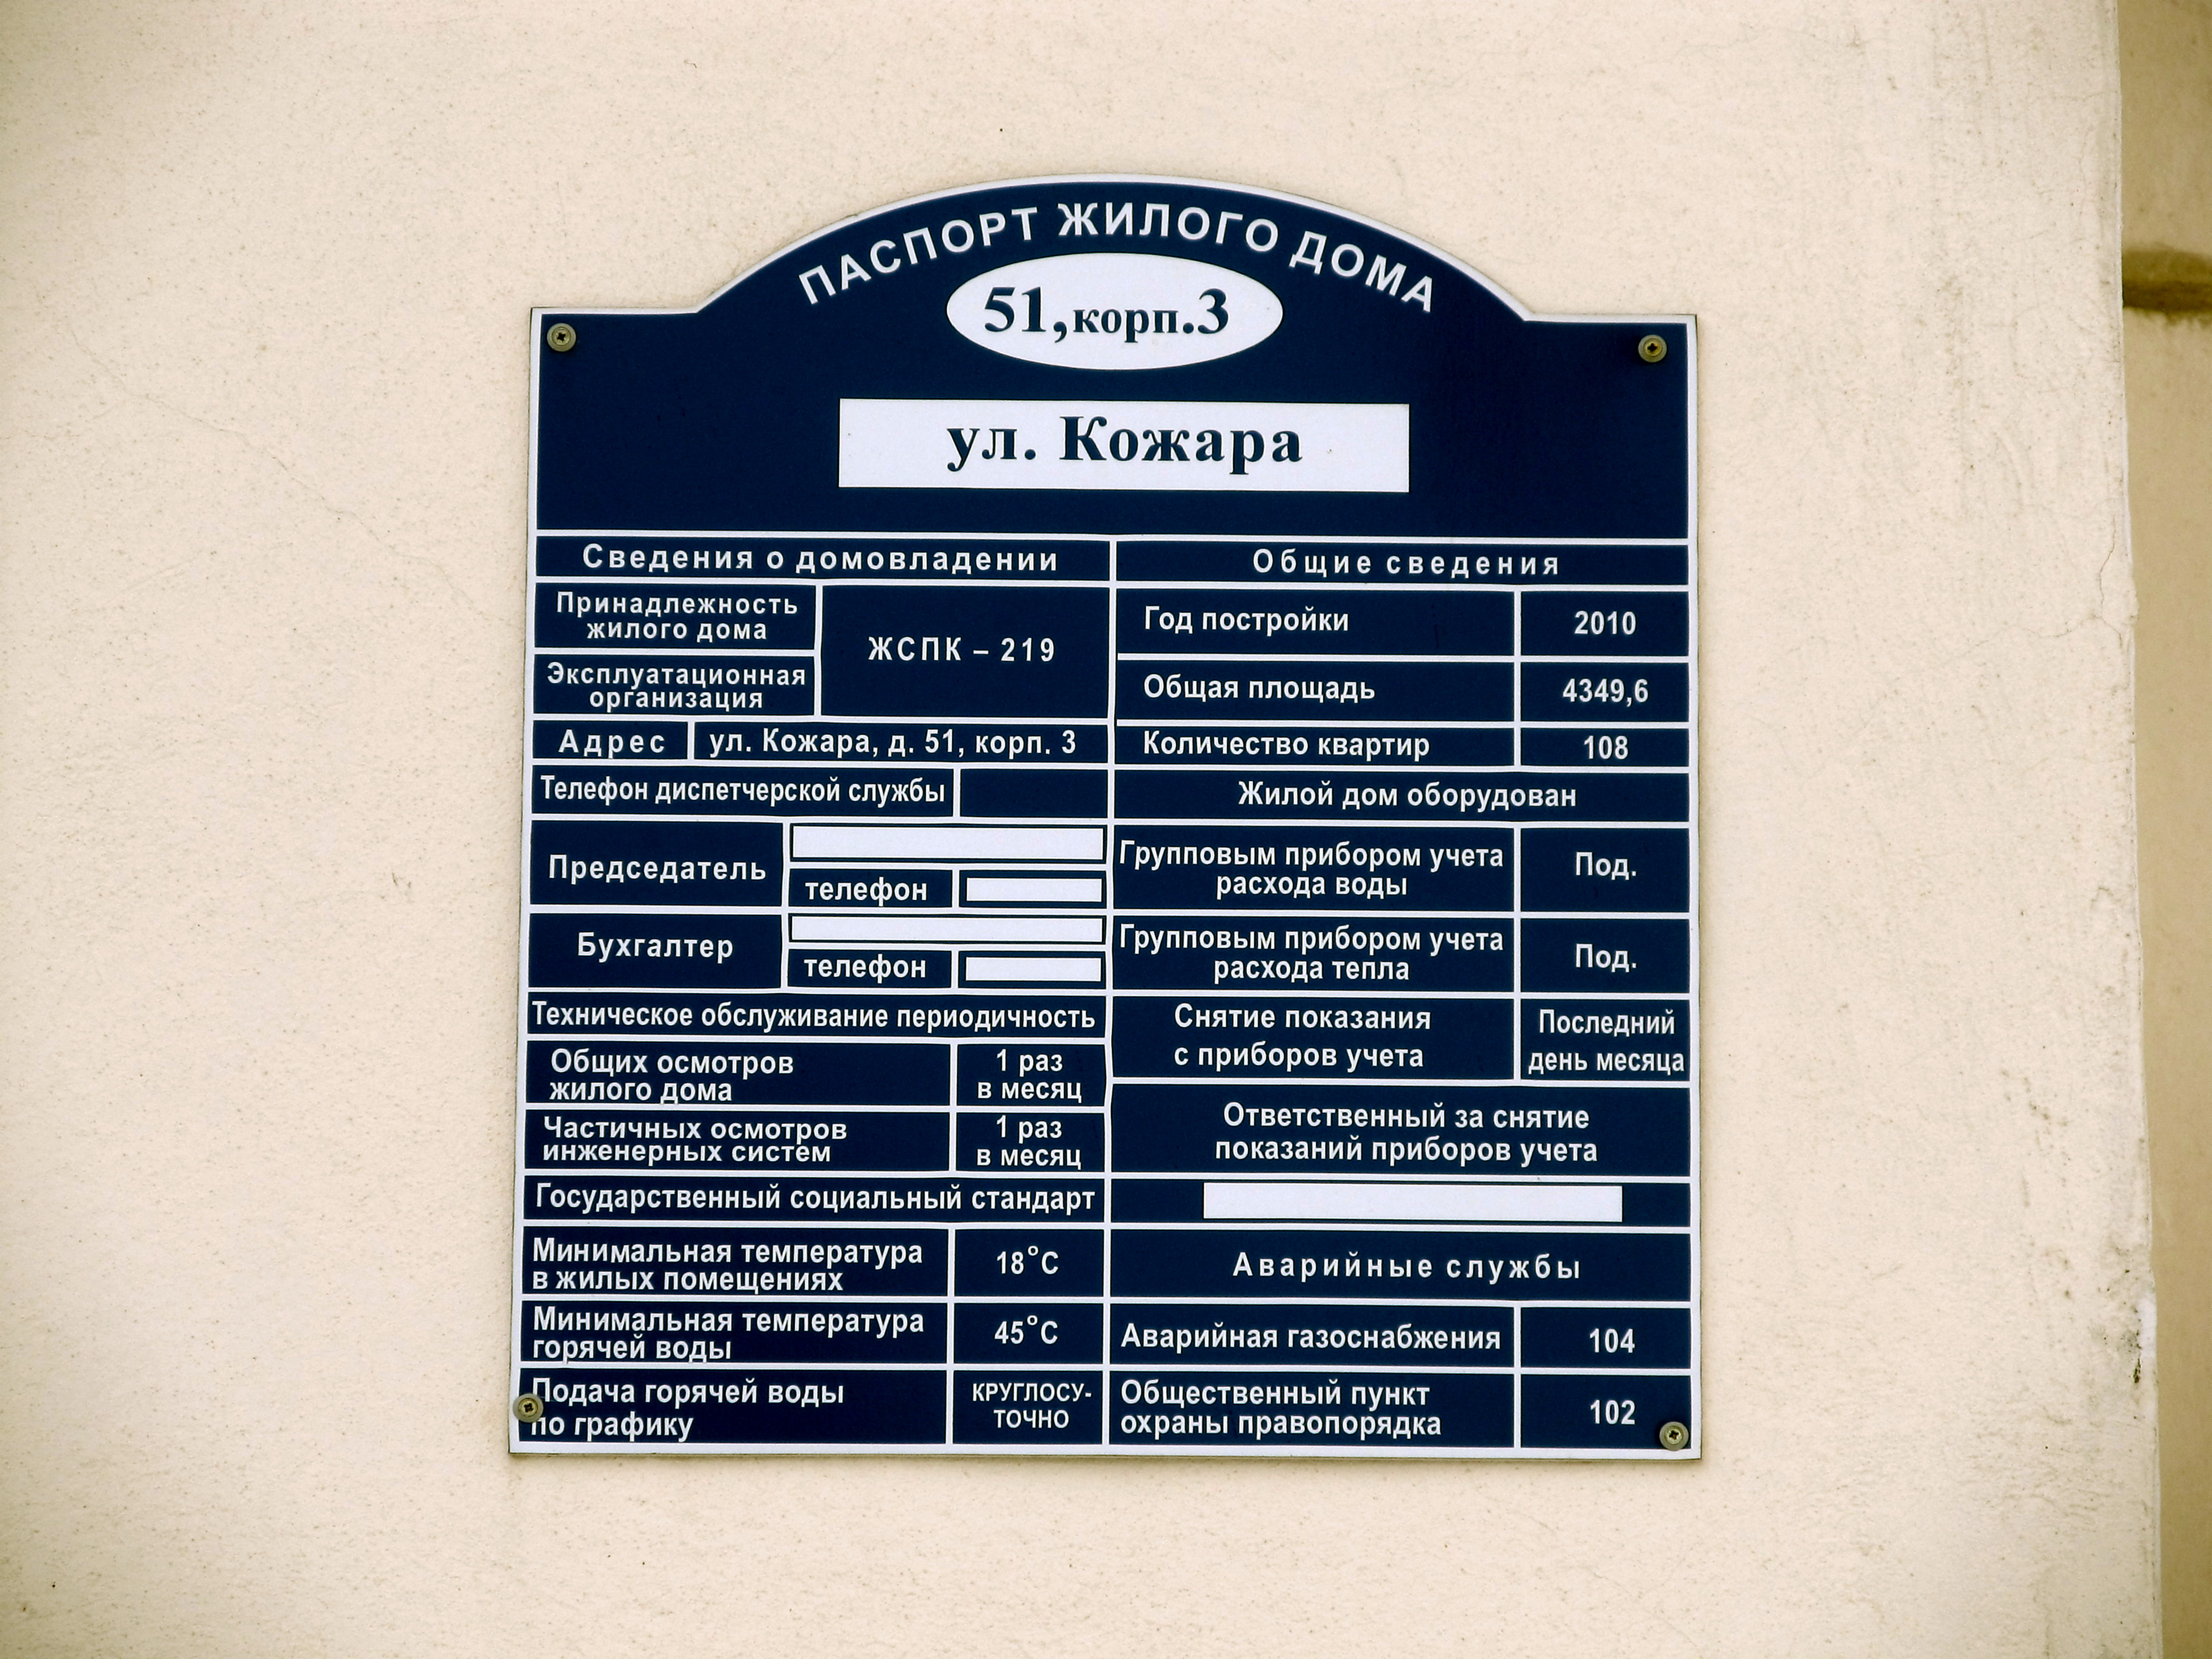 ПАСПОРТ ЖИЛОГО ДОМА
51, корп.3
ул. Кожара
Сведения о домовладении
Принадлежность
жилого дома
Эксплуатационная
организация
ЖСПК – 219
Адрес
ул. Кожара, д. 51, корп. 3
Телефон диспетчерской службы
Председатель
телефон
Бухгалтер
телефон
Техническое обслуживание периодичность
Общих осмотров
жилого дома
1 раз
в месяц
Частичных осмотров
инженерных систем
1 раз
в месяц
Государственный социальный стандарт
Минимальная температура
в жилых помещениях
18°С
Минимальная температура
горячей воды
45°С
Подача горячей воды
по графику
КРУГЛОСУ-
ТОЧНО
Общие сведения
Год постройки
2010
Общая площадь
4349,6
Количество квартир
108
Жилой дом оборудован
Групповым прибором учета
расхода воды
Под.
Групповым прибором учета
расхода тепла
Под.
Снятие показания
с приборов учета
Последний
день месяца
Ответственный за снятие
показаний приборов учета
Аварийные службы
Аварийная газоснабжения
104
Общественный пункт
охраны правопорядка
102